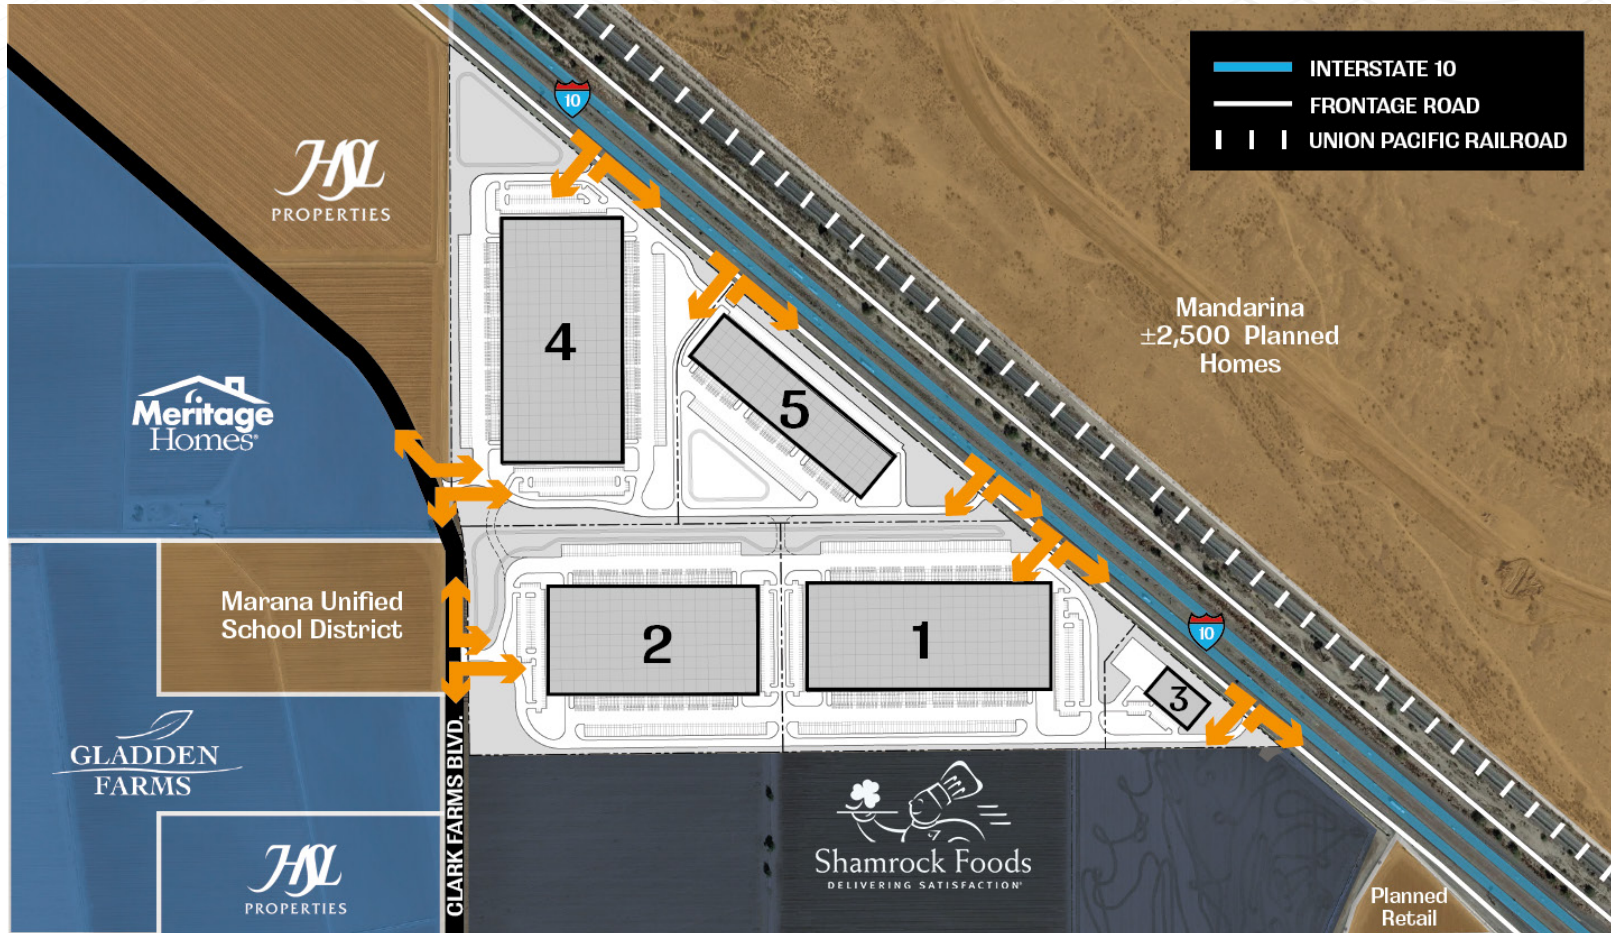 INTERSTATE 10
FRONTAGE ROAD
UNION PACIFIC RAILROAD
10
HSL
PROPERTIES
4
Mandarina
±2,500 Planned
Homes
Meritage
Homes®
5
Marana Unified
School District
2
1
10
3
GLADDEN
FARMS
CLARK FARMS BLVD.
HSL
PROPERTIES
Shamrock Foods
DELIVERING SATISFACTION®
Planned
Retail